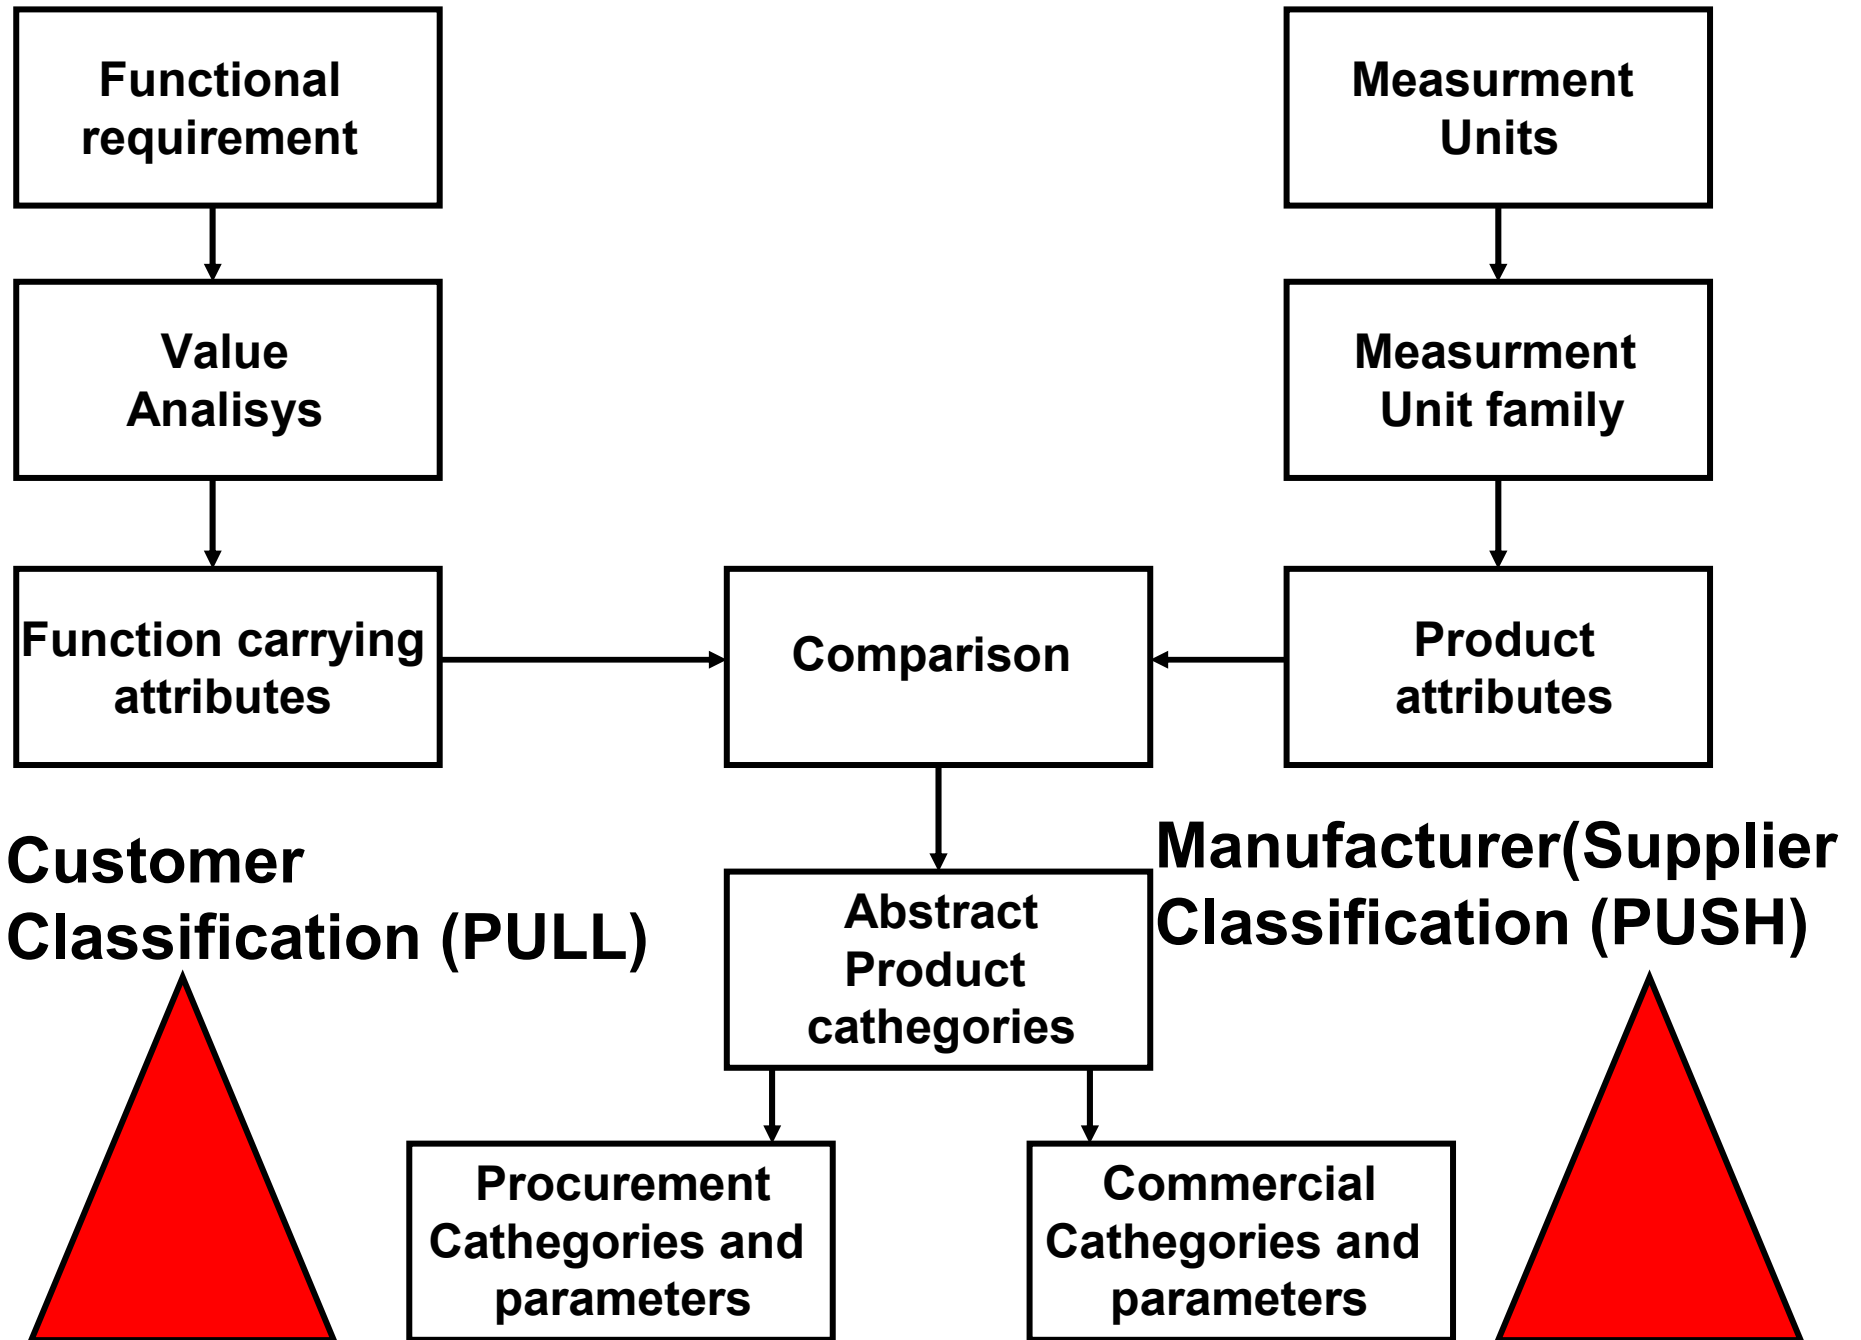 Functional
requirement
Measurment
Units
Value
Analisys
Measurment
Unit family
Function carrying
attributes
Comparison
Product
attributes
Customer
Classification (PULL)
Manufacturer(Supplier
Classification (PUSH)
Abstract
Product
cathegories
Procurement
Cathegories and
parameters
Commercial
Cathegories and
parameters